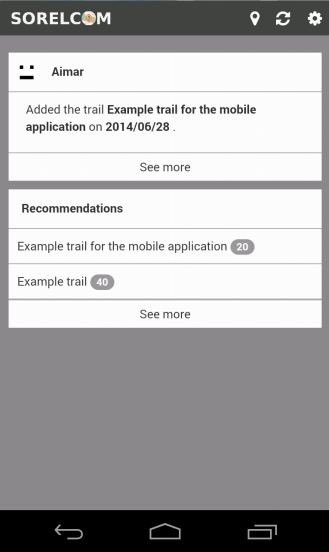 SORELCOM
Aimar
Added the trail Example trail for the mobile
application on 2014/06/28 .
See more
Recommendations
Example trail for the mobile application 20
Example trail 40
See more